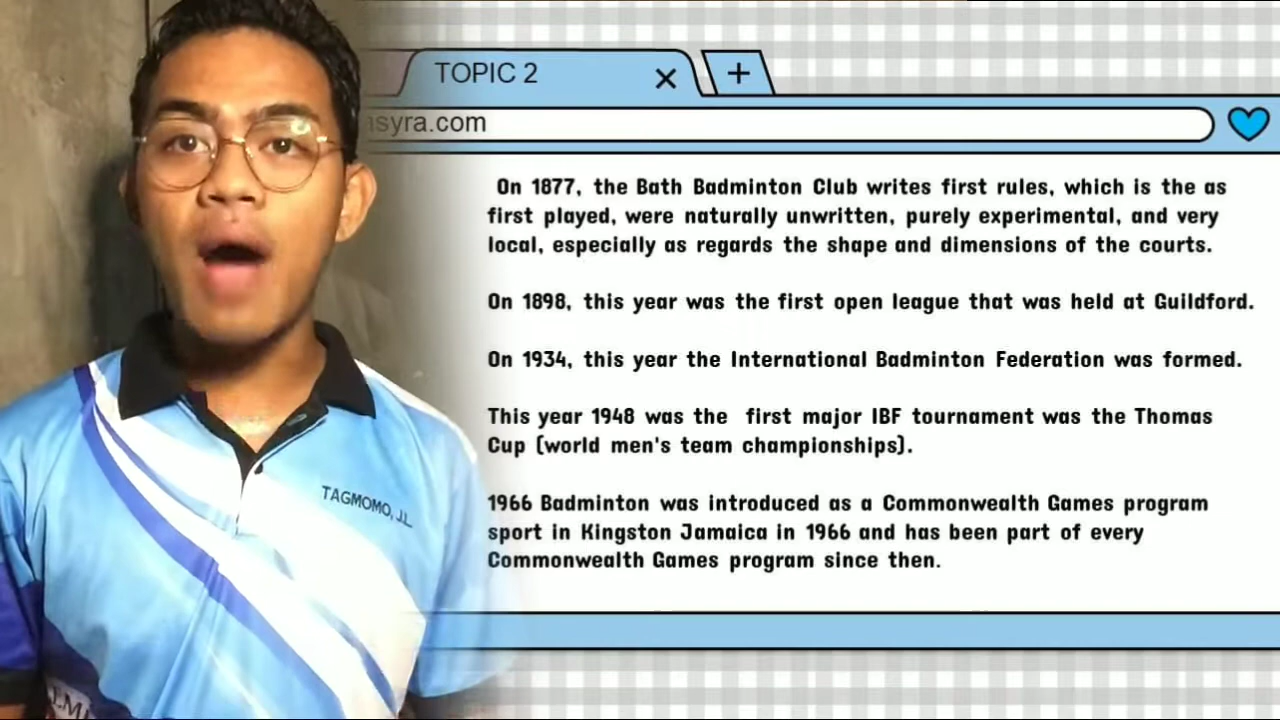 TOPIC 2
asyra.com
On 1877, the Bath Badminton Club writes first rules, which is the as
first played, were naturally unwritten, purely experimental, and very
local, especially as regards the shape and dimensions of the courts.
On 1898, this year was the first open league that was held at Guildford.
On 1934, this year the International Badminton Federation was formed.
This year 1948 was the first major IBF tournament was the Thomas
Cup (world men's team championships).
1966 Badminton was introduced as a Commonwealth Games program
sport in Kingston Jamaica in 1966 and has been part of every
Commonwealth Games program since then.
TAGMOMO, J.L.